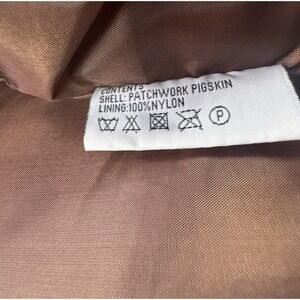 CONTENTS
SHELL: PATCHWORK PIGSKIN
LINING:100%NYLON
P